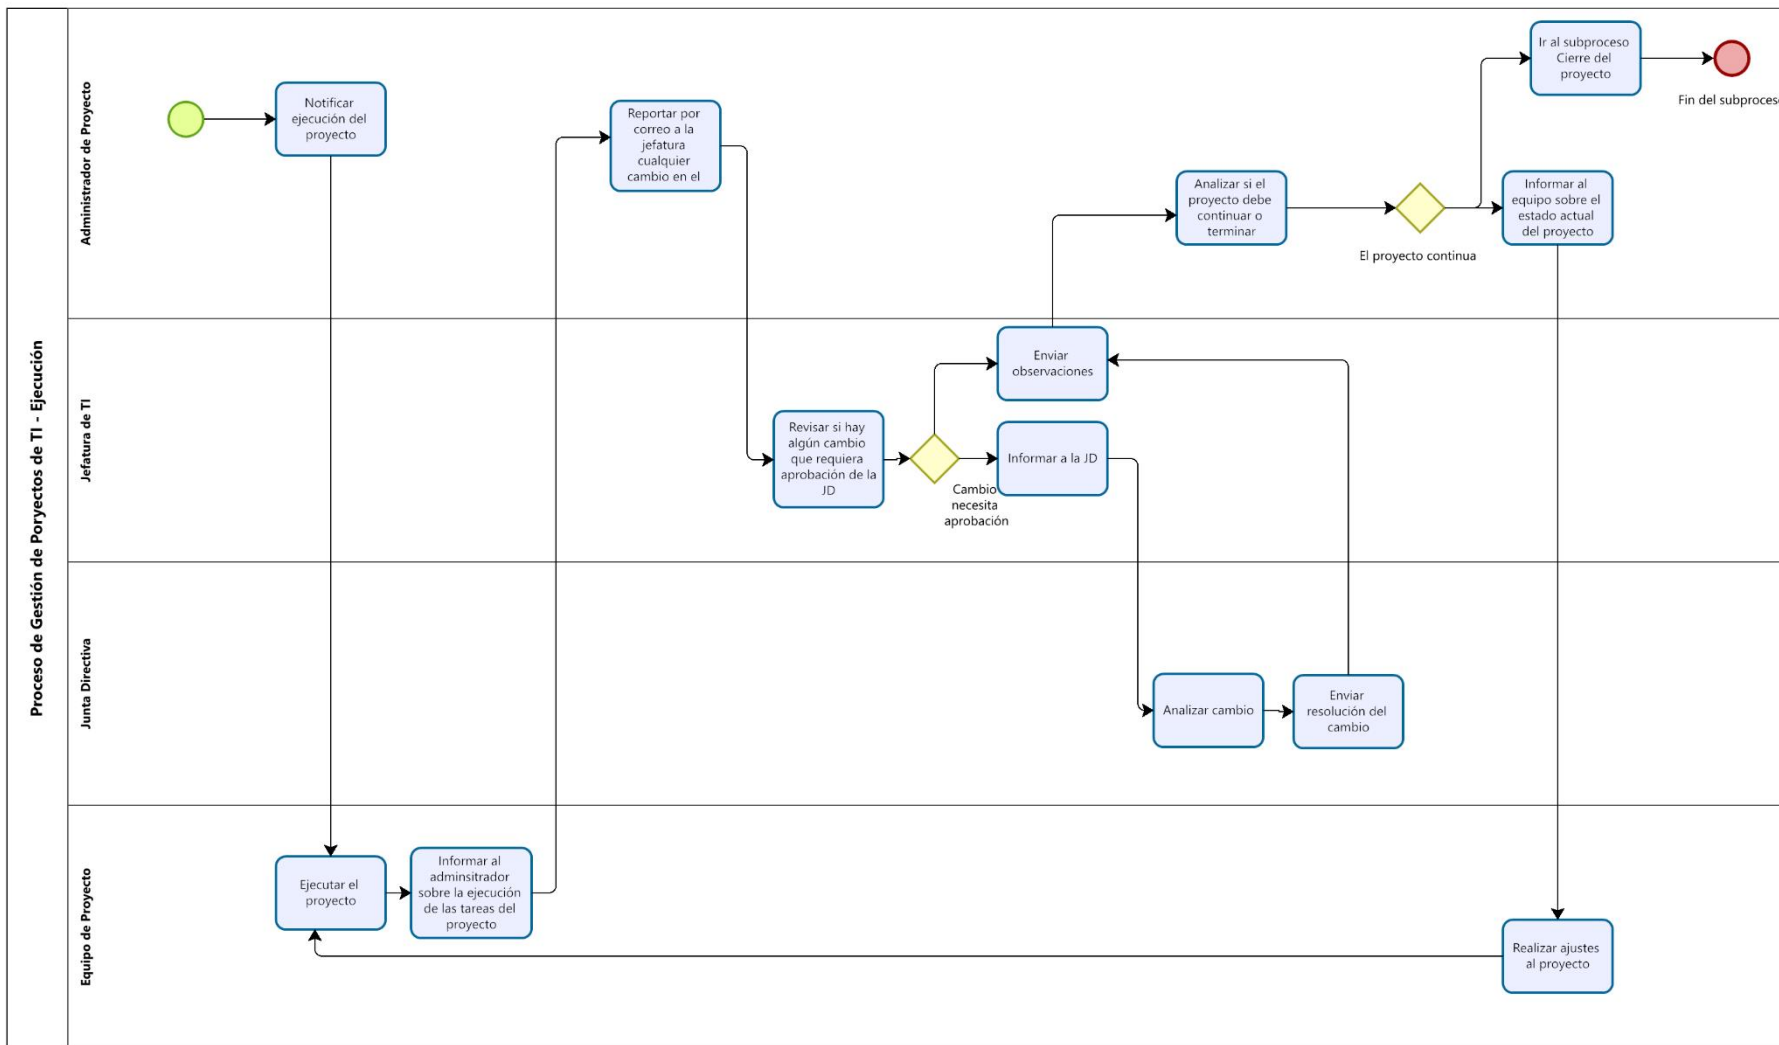 Proceso de Gestión de Poryectos de TI - Ejecución
Administrador de Proyecto
Notificar
ejecución del
proyecto
Reportar por
correo a la
jefatura
cualquier
cambio en el
Analizar si el
proyecto debe
continuar o
terminar
El proyecto continua
Ir al subproceso
Cierre del
proyecto
Fin del subproceso
Informar al
equipo sobre el
estado actual
del proyecto
Jefatura de TI
Revisar si hay
algún cambio
que requiera
aprobación de la
JD
Cambio
necesita
aprobación
Enviar
observaciones
Informar a la JD
Junta Directiva
Analizar cambio
Enviar
resolución del
cambio
Equipo de Proyecto
Ejecutar el
proyecto
Informar al
adminsitrador
sobre la ejecución
de las tareas del
proyecto
Realizar ajustes
al proyecto